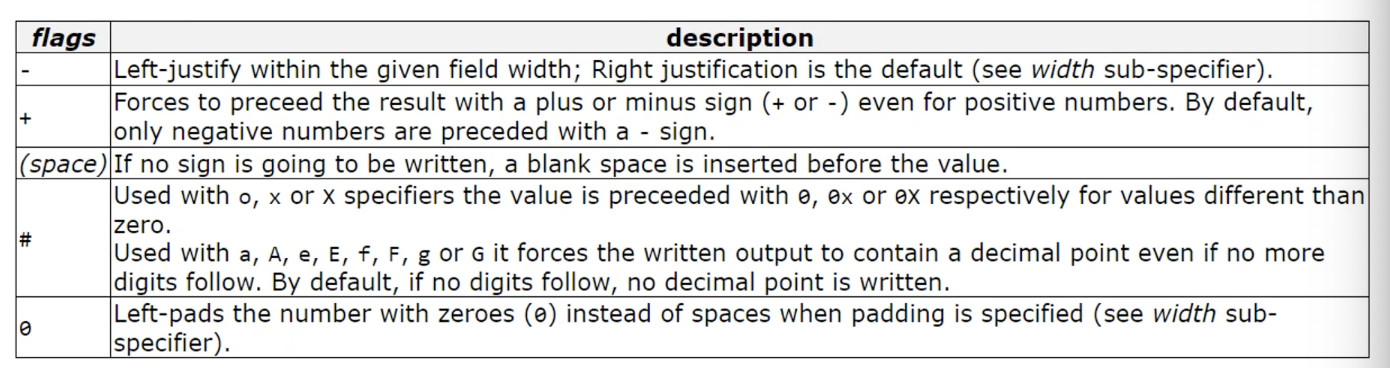 flags description
- Left-justify within the given field width; Right justification is the default (see width sub-specifier).
+ Forces to preceed the result with a plus or minus sign (+ or -) even for positive numbers. By default,
only negative numbers are preceded with a - sign.
(space) If no sign is going to be written, a blank space is inserted before the value.
# Used with o, x or X specifiers the value is preceeded with 0, 0x or 0X respectively for values different than
zero.
Used with a, A, e, E, f, F, g or G it forces the written output to contain a decimal point even if no more
digits follow. By default, if no digits follow, no decimal point is written.
0 Left-pads the number with zeroes (0) instead of spaces when padding is specified (see width sub-
specifier).